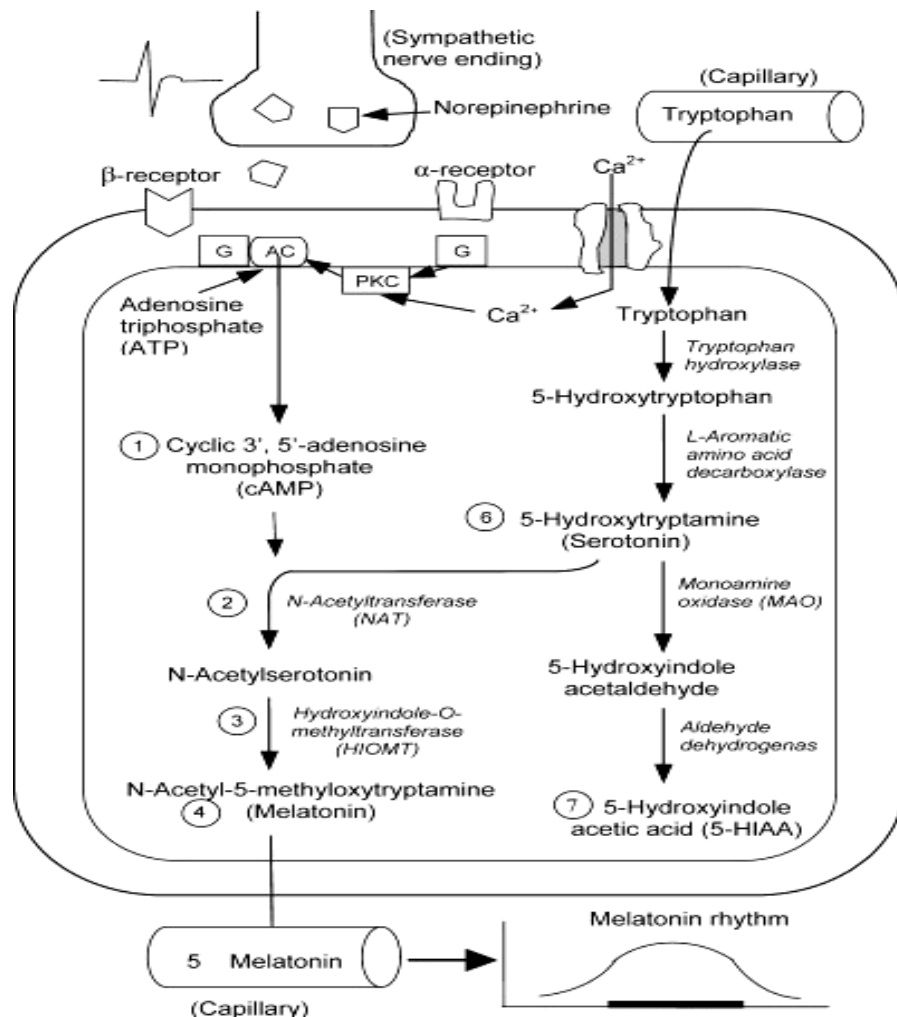 (Sympathetic
nerve ending)
Norepinephrine
(Capillary)
Tryptophan
β-receptor
α-receptor
Ca2+
G
AC
G
PKC
Ca2+
Adenosine
triphosphate
(ATP)
Tryptophan
Tryptophan
hydroxylase
5-Hydroxytryptophan
L-Aromatic
amino acid
decarboxylase
1 Cyclic 3', 5'-adenosine
monophosphate
(cAMP)
6 5-Hydroxytryptamine
(Serotonin)
2
N-Acetyltransferase
(NAT)
Monoamine
oxidase (MAO)
N-Acetylserotonin
5-Hydroxyindole
acetaldehyde
3
Hydroxyindole-O-
methyltransferase
(HIOMT)
Aldehyde
dehydrogenas
N-Acetyl-5-methyloxytryptamine
4 (Melatonin)
7 5-Hydroxyindole
acetic acid (5-HIAA)
Melatonin rhythm
5 Melatonin
(Capillary)